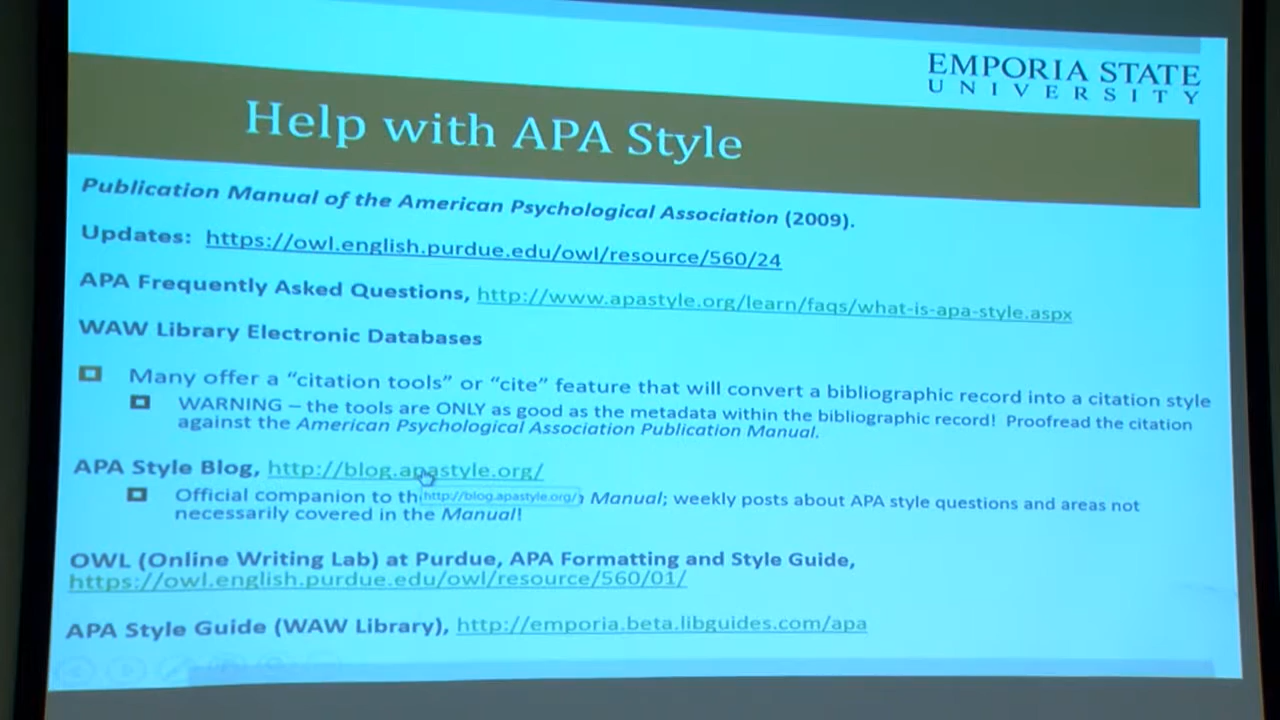 EMPORIA STATE
UNIVERSITY
Help with APA Style
Publication Manual of the American Psychological Association (2009).
Updates: https://owl.english.purdue.edu/owl/resource/560/24
APA Frequently Asked Questions, http://www.apastyle.org/learn/faqs/what-is-apa-style.aspx
WAW Library Electronic Databases
Many offer a “citation tools” or “cite” feature that will convert a bibliographic record into a citation style
WARNING – the tools are ONLY as good as the metadata within the bibliographic record! Proofread the citation
against the American Psychological Association Publication Manual.
APA Style Blog, http://blog.apastyle.org/
Official companion to th http://blog.apastyle.org/ Manual; weekly posts about APA style questions and areas not
necessarily covered in the Manual!
OWL (Online Writing Lab) at Purdue, APA Formatting and Style Guide,
https://owl.english.purdue.edu/owl/resource/560/01/
APA Style Guide (WAW Library), http://emporia.beta.libguides.com/apa